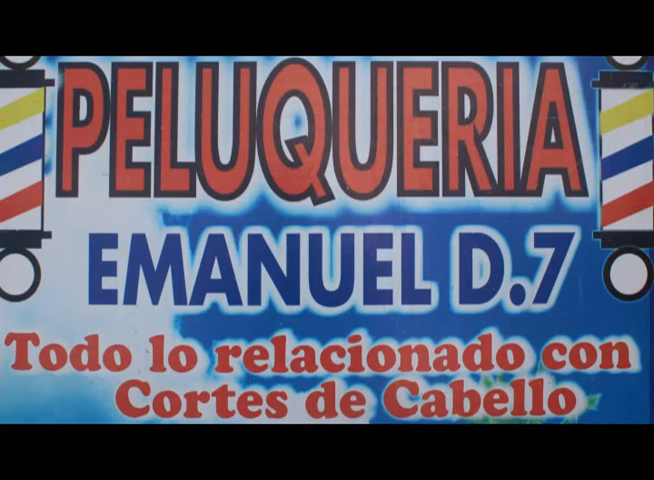 PELUQUERIA
EMANUEL D.7
Todo lo relacionado con
Cortes de Cabello